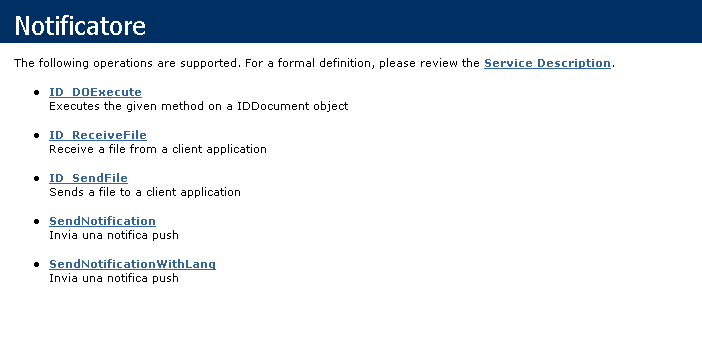 Notificatore
The following operations are supported. For a formal definition, please review the Service Description.
ID_DOExecute
Executes the given method on a IDDocument object
ID_ReceiveFile
Receive a file from a client application
ID_SendFile
Sends a file to a client application
SendNotification
Invia una notifica push
SendNotificationWithLang
Invia una notifica push